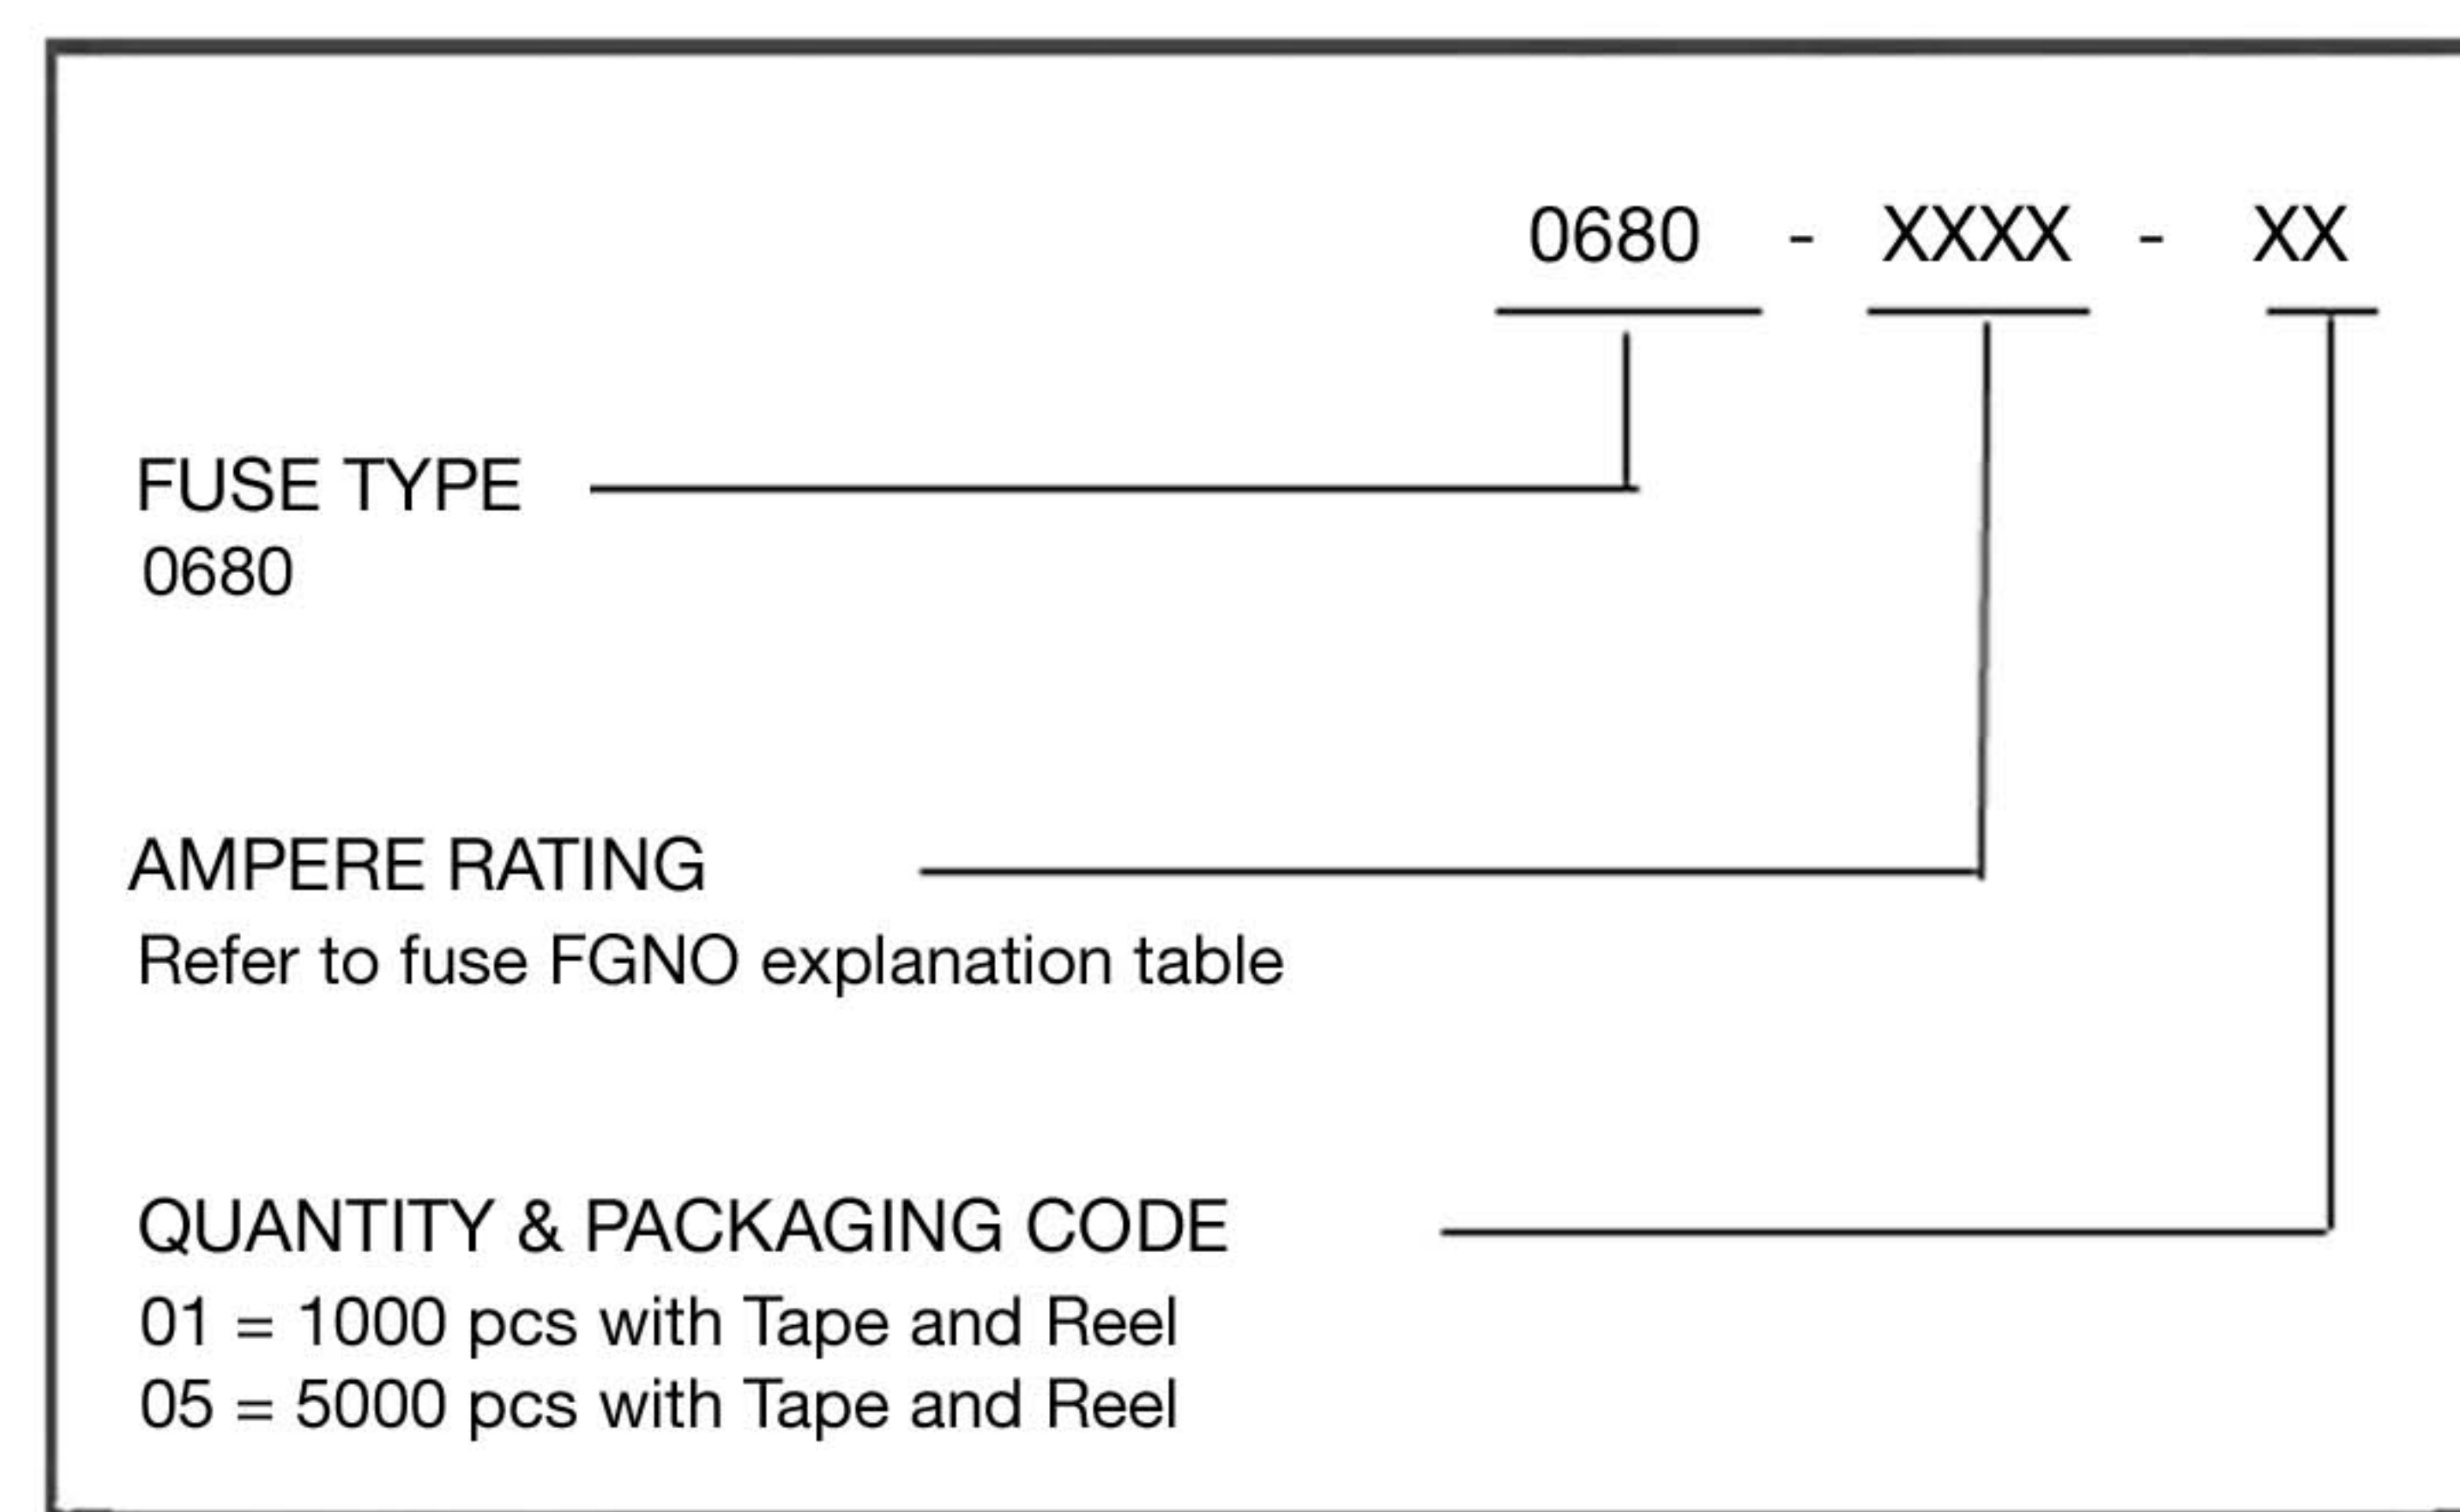 0680 - XXXX - XX
FUSE TYPE
0680
AMPERE RATING
Refer to fuse FGNO explanation table
QUANTITY & PACKAGING CODE
01 = 1000 pcs with Tape and Reel
05 = 5000 pcs with Tape and Reel